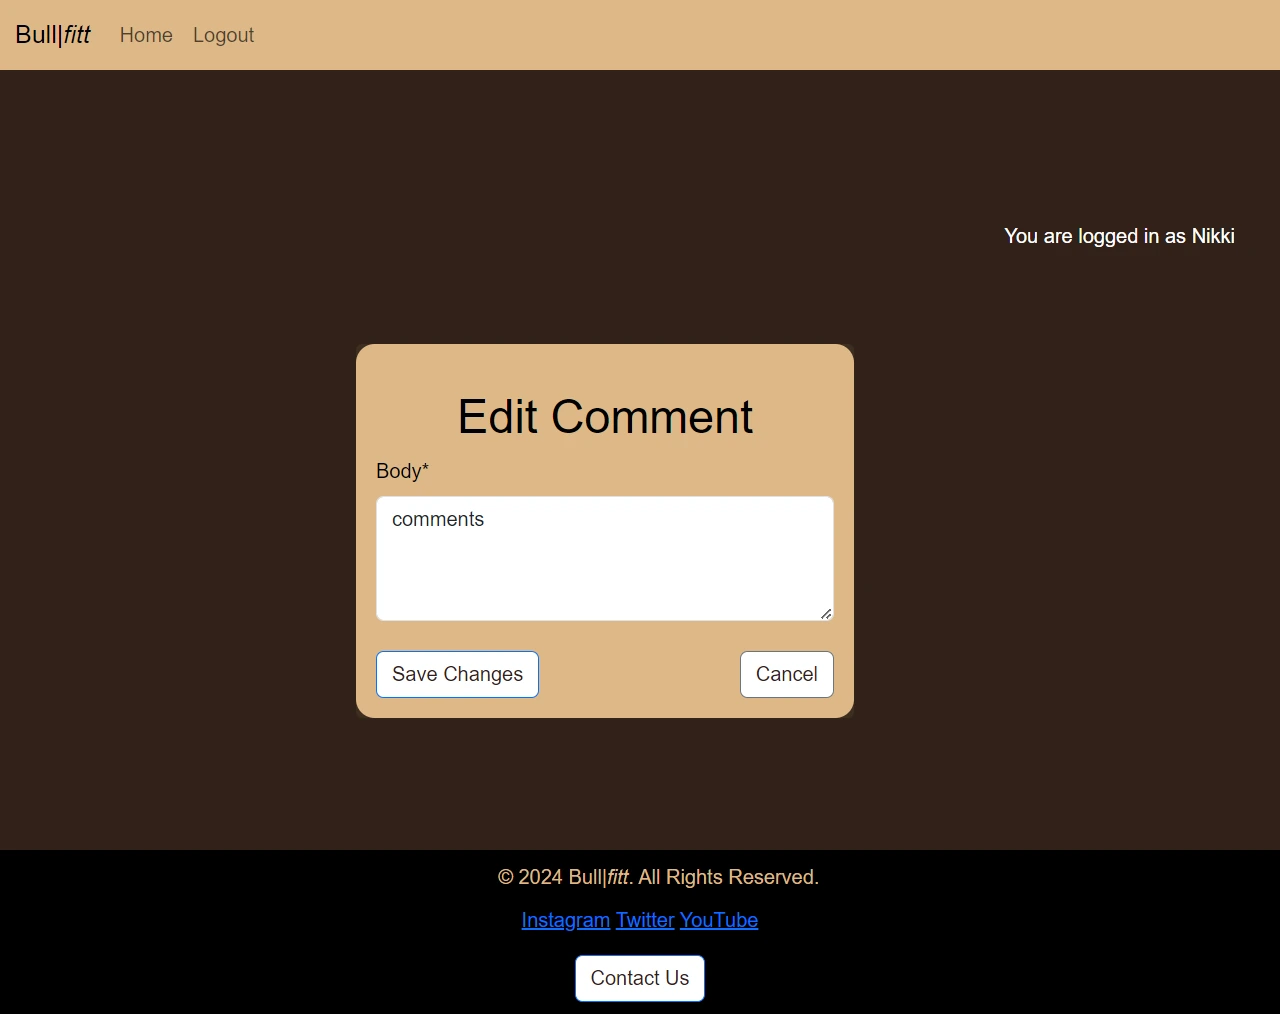 Bull|fitt Home Logout
You are logged in as Nikki
Edit Comment
Body*
comments
Save Changes Cancel
© 2024 Bull|fitt. All Rights Reserved.
Instagram Twitter YouTube
Contact Us